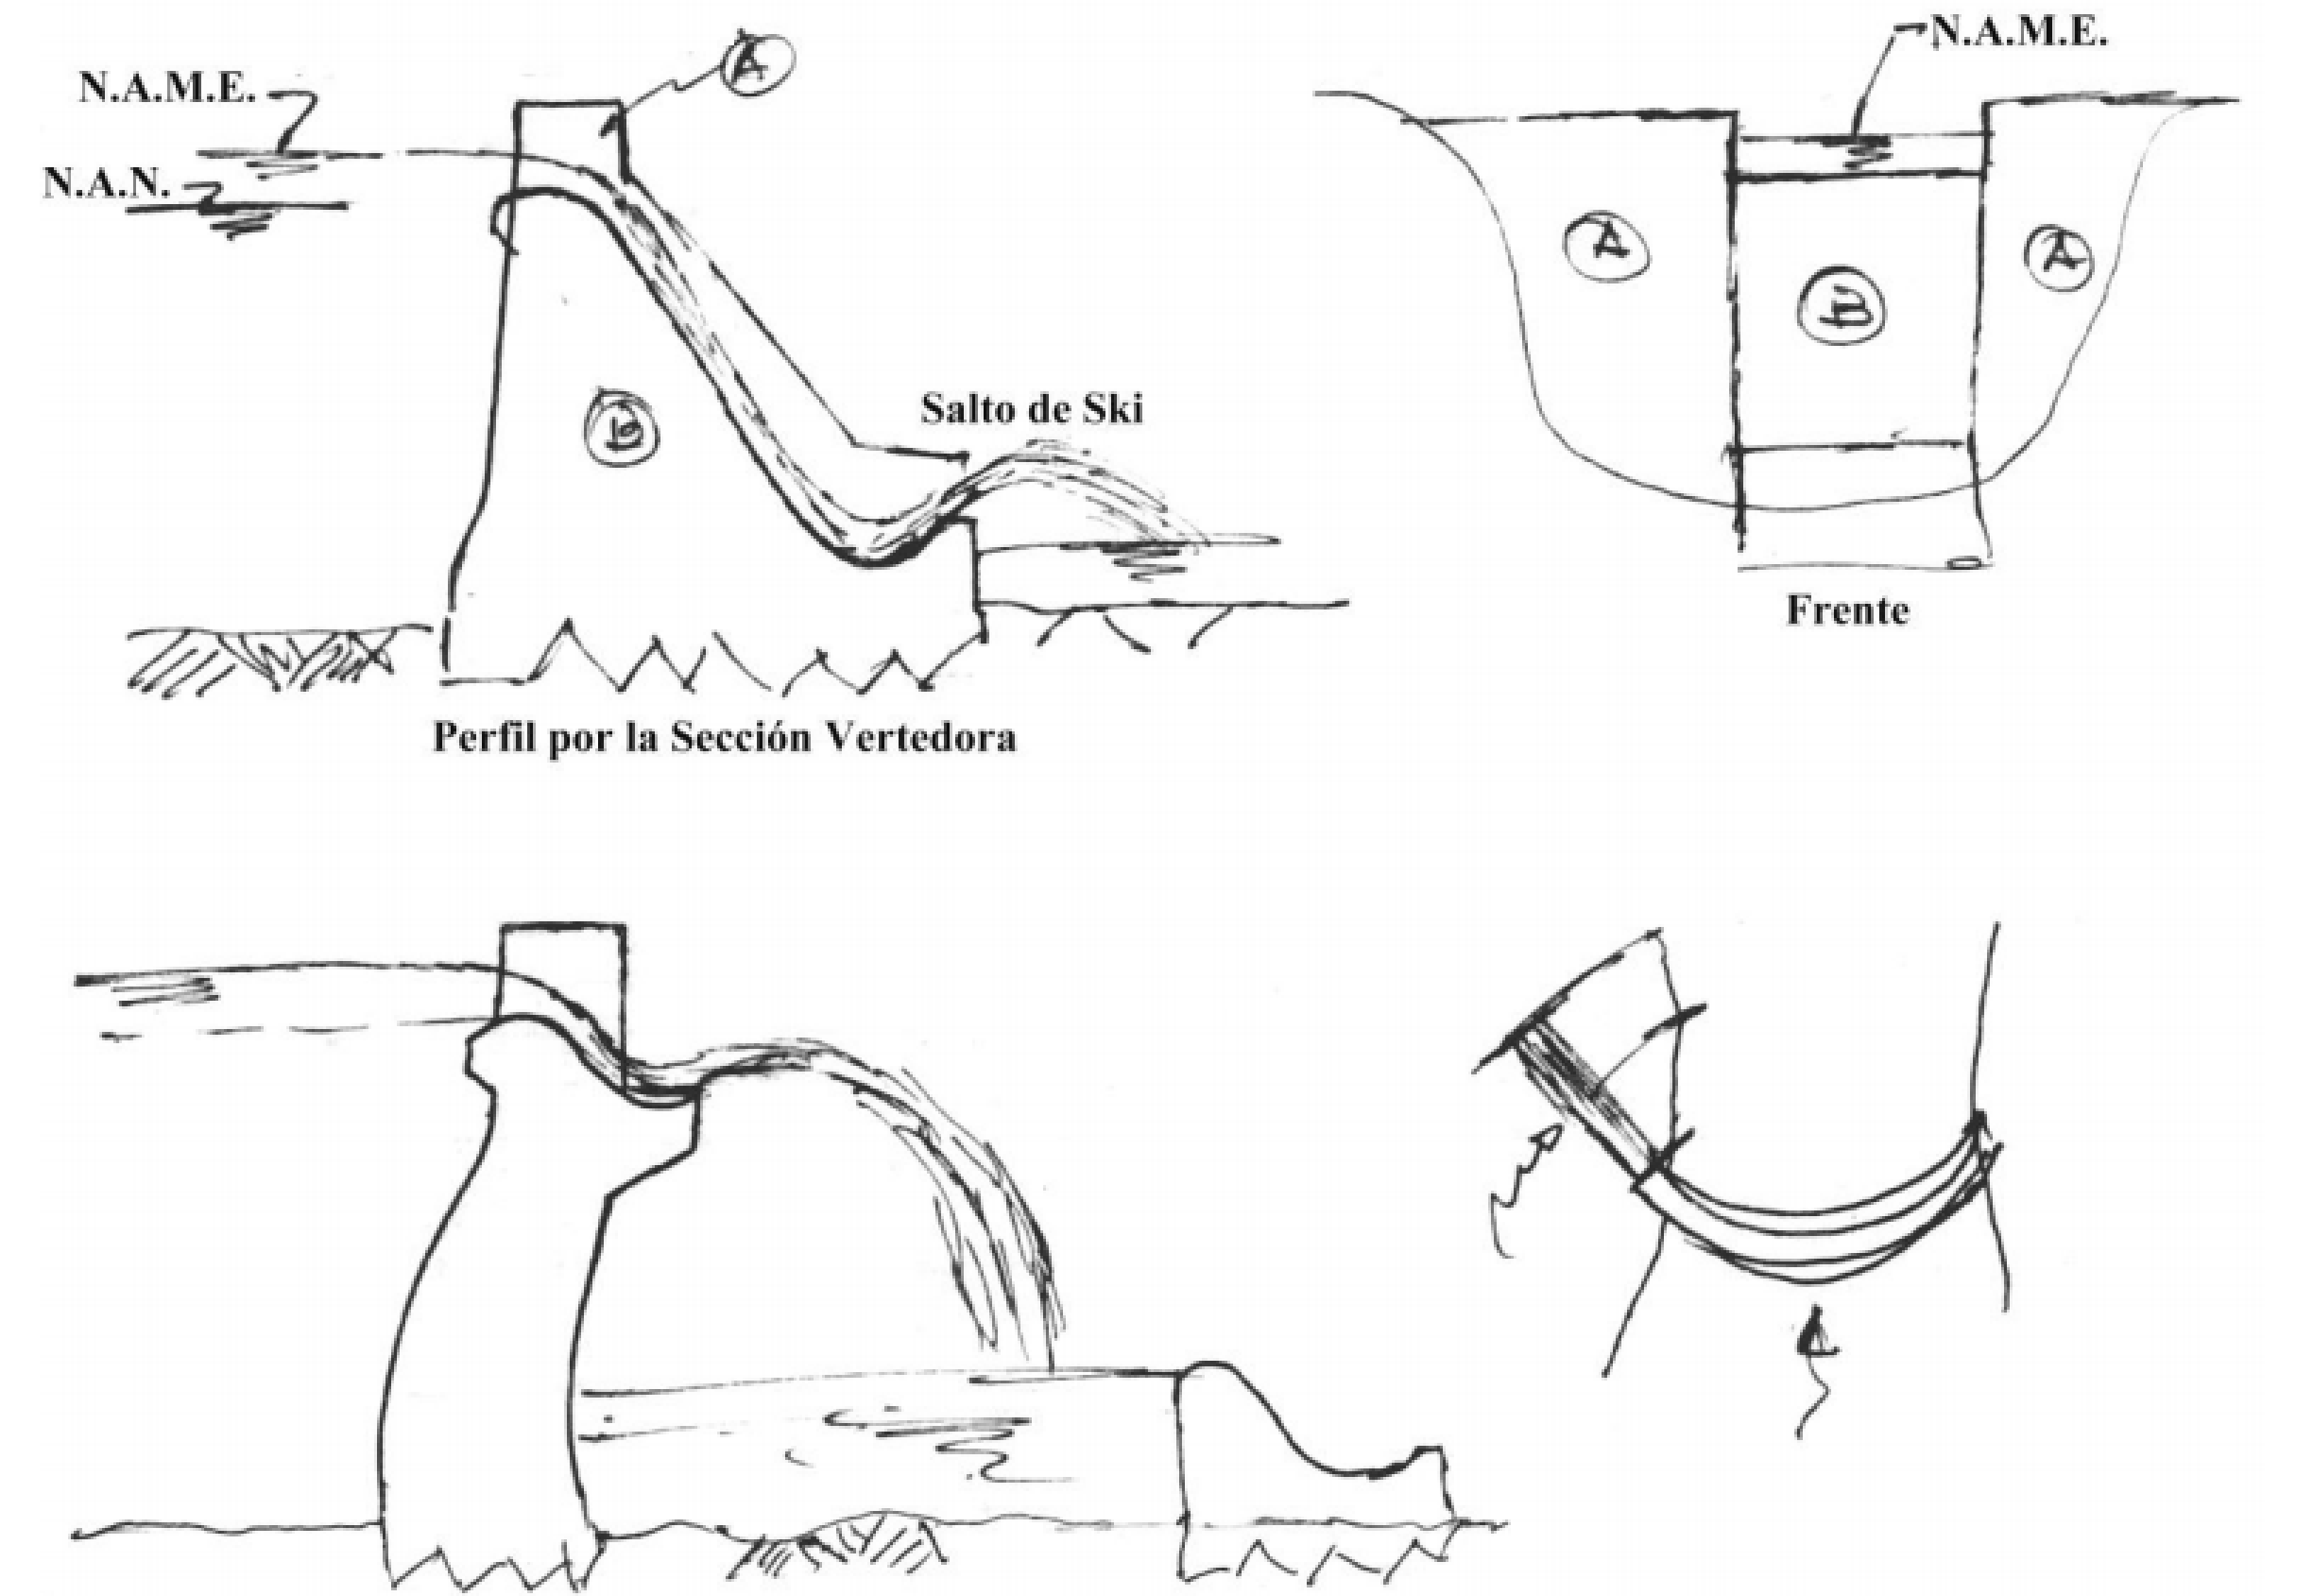 A
N.A.M.E.
N.A.M.E.
N.A.N.
A
A
B
B
Salto de Ski
Frente
Perfil por la Sección Vertedora